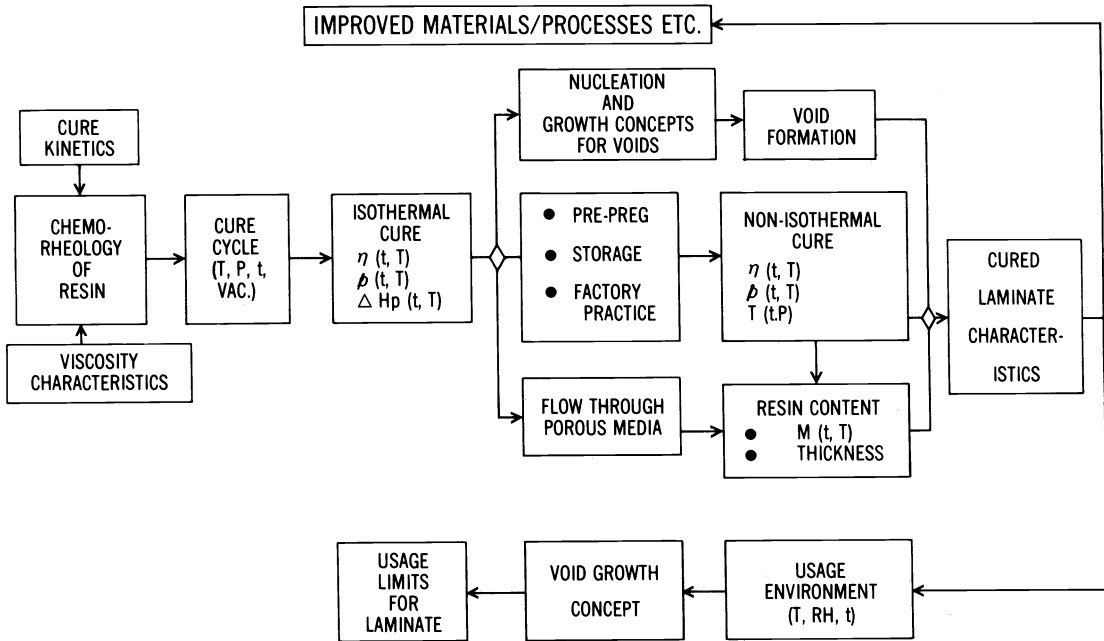 IMPROVED MATERIALS/PROCESSES ETC.
CURE
KINETICS
CHEMO-
RHEOLOGY
OF
RESIN
VISCOSITY
CHARACTERISTICS
CURE
CYCLE
(T, P, t,
VAC.)
ISOTHERMAL
CURE
η (t, T)
ρ (t, T)
△ Hp (t, T)
NUCLEATION
AND
GROWTH CONCEPTS
FOR VOIDS
VOID
FORMATION
● PRE-PREG
● STORAGE
● FACTORY
PRACTICE
NON-ISOTHERMAL
CURE
η (t, T)
ρ (t, T)
T (t.P)
FLOW THROUGH
POROUS MEDIA
RESIN CONTENT
● M (t, T)
● THICKNESS
CURED
LAMINATE
CHARACTER-
ISTICS
USAGE
LIMITS
FOR
LAMINATE
VOID GROWTH
CONCEPT
USAGE
ENVIRONMENT
(T, RH, t)